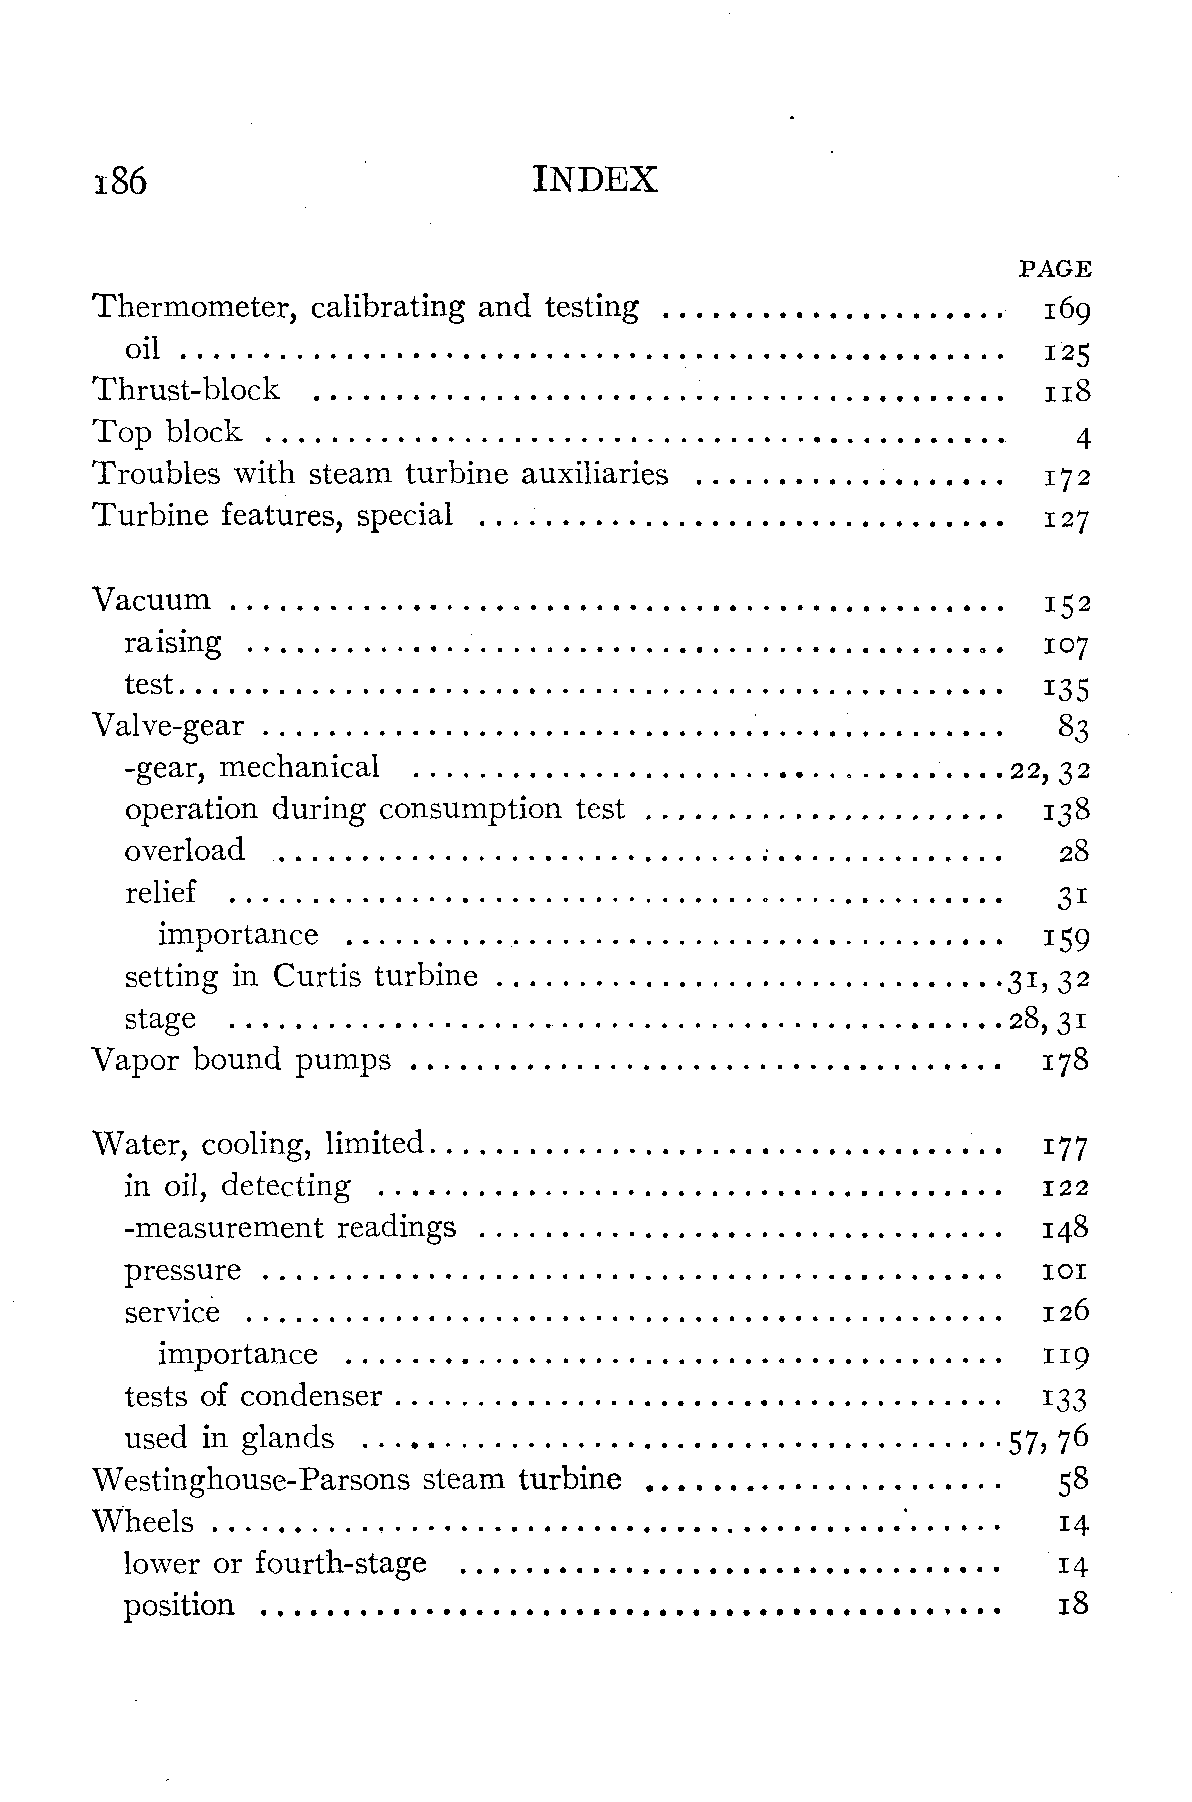 186 INDEX
PAGE
Thermometer, calibrating and testing ..................... 169
oil .................................................. 125
Thrust-block .......................................... 118
Top block ............................................. 4
Troubles with steam turbine auxiliaries ................... 172
Turbine features, special ................................ 127
Vacuum ............................................... 152
raising .............................................. 107
test.................................................. 135
Valve-gear ............................................. 83
-gear, mechanical ....................................22, 32
operation during consumption test ...................... 138
overload ............................................ 28
relief ............................................... 31
importance ........................................ 159
setting in Curtis turbine ...............................31, 32
stage ...............................................28, 31
Vapor bound pumps .................................... 178
Water, cooling, limited................................... 177
in oil, detecting ...................................... 122
-measurement readings ................................ 148
pressure ............................................. 101
service .............................................. 126
importance ........................................ 119
tests of condenser ..................................... 133
used in glands .......................................57, 76
Westinghouse-Parsons steam turbine ...................... 58
Wheels ................................................ 14
lower or fourth-stage ................................. 14
position ............................................. 18